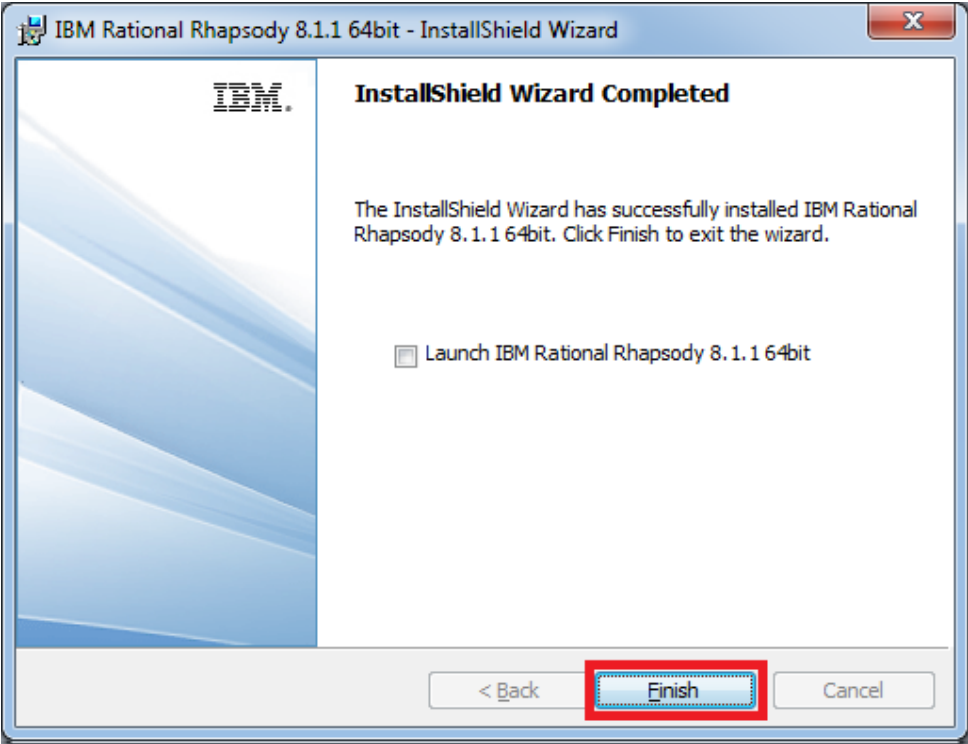 IBM Rational Rhapsody 8.1.1 64bit - InstallShield Wizard
IBM.
InstallShield Wizard Completed
The InstallShield Wizard has successfully installed IBM Rational
Rhapsody 8.1.1 64bit. Click Finish to exit the wizard.
Launch IBM Rational Rhapsody 8.1.1 64bit
< Back
Finish
Cancel